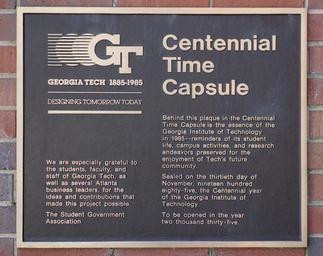 GT
GEORGIA TECH 1885-1985
DESIGNING TOMORROW TODAY
We are especially grateful to
the students, faculty, and
staff of Georgia Tech, as
well as several Atlanta
business leaders, for the
ideas and contributions that
made this project possible.
The Student Government
Association
Centennial
Time
Capsule
Behind this plaque in the Centennial
Time Capsule is the essence of the
Georgia Institute of Technology
in 1985--reminders of its student
life, campus activities, and research
endeavors preserved for the
enjoyment of Tech's future
community.
Sealed on the thirtieth day of
November, nineteen hundred
eighty-five, the Centennial year
of the Georgia Institute of
Technology.
To be opened in the year
two thousand thirty-five.